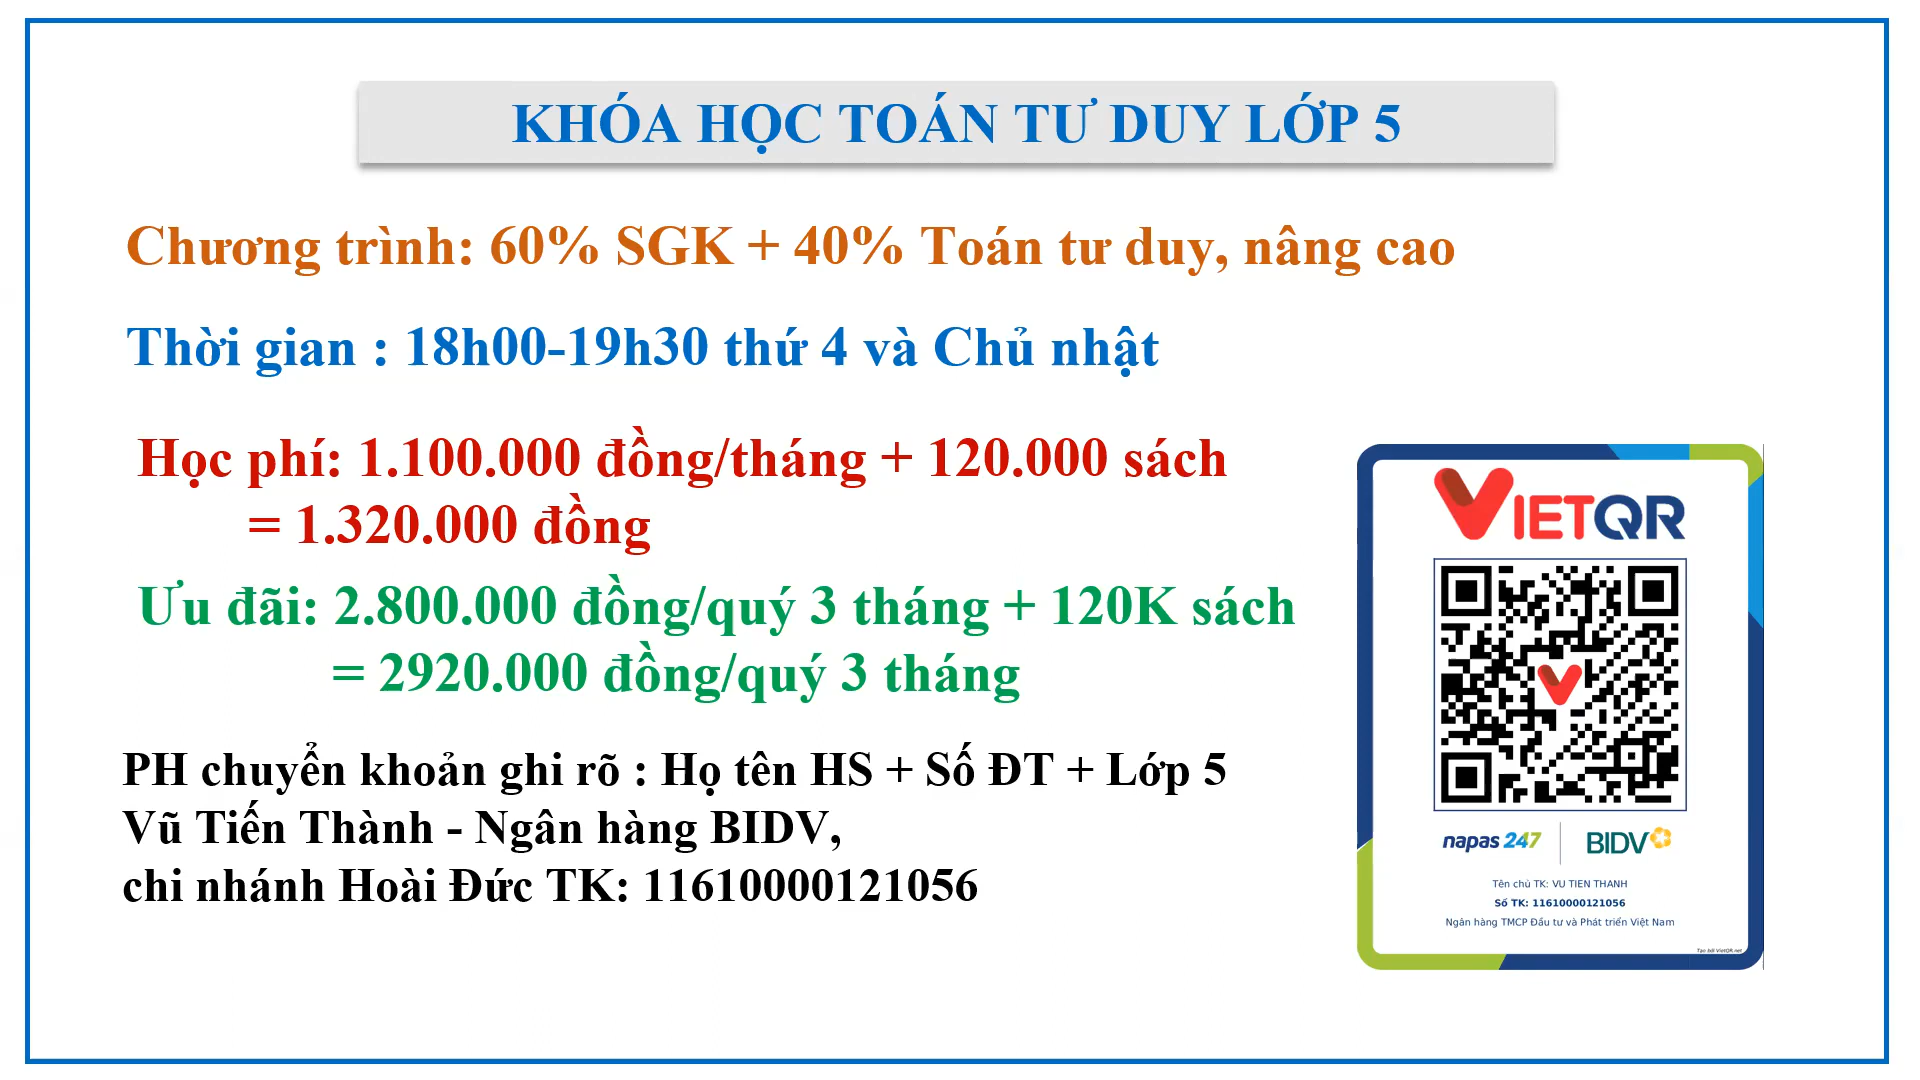 KHÓA HỌC TOÁN TƯ DUY LỚP 5
Chương trình: 60% SGK + 40% Toán tư duy, nâng cao
Thời gian : 18h00-19h30 thứ 4 và Chủ nhật
Học phí: 1.100.000 đồng/tháng + 120.000 sách
= 1.320.000 đồng
Ưu đãi: 2.800.000 đồng/quý 3 tháng + 120K sách
= 2920.000 đồng/quý 3 tháng
PH chuyển khoản ghi rõ : Họ tên HS + Số ĐT + Lớp 5
Vũ Tiến Thành - Ngân hàng BIDV,
chi nhánh Hoài Đức TK: 11610000121056
VIETQR
napas 247
BIDV
Tên chủ TK: VU TIEN THANH
Số TK: 11610000121056
Ngân hàng TMCP Đầu tư và Phát triển Việt Nam
Tạo bởi VietQR.net